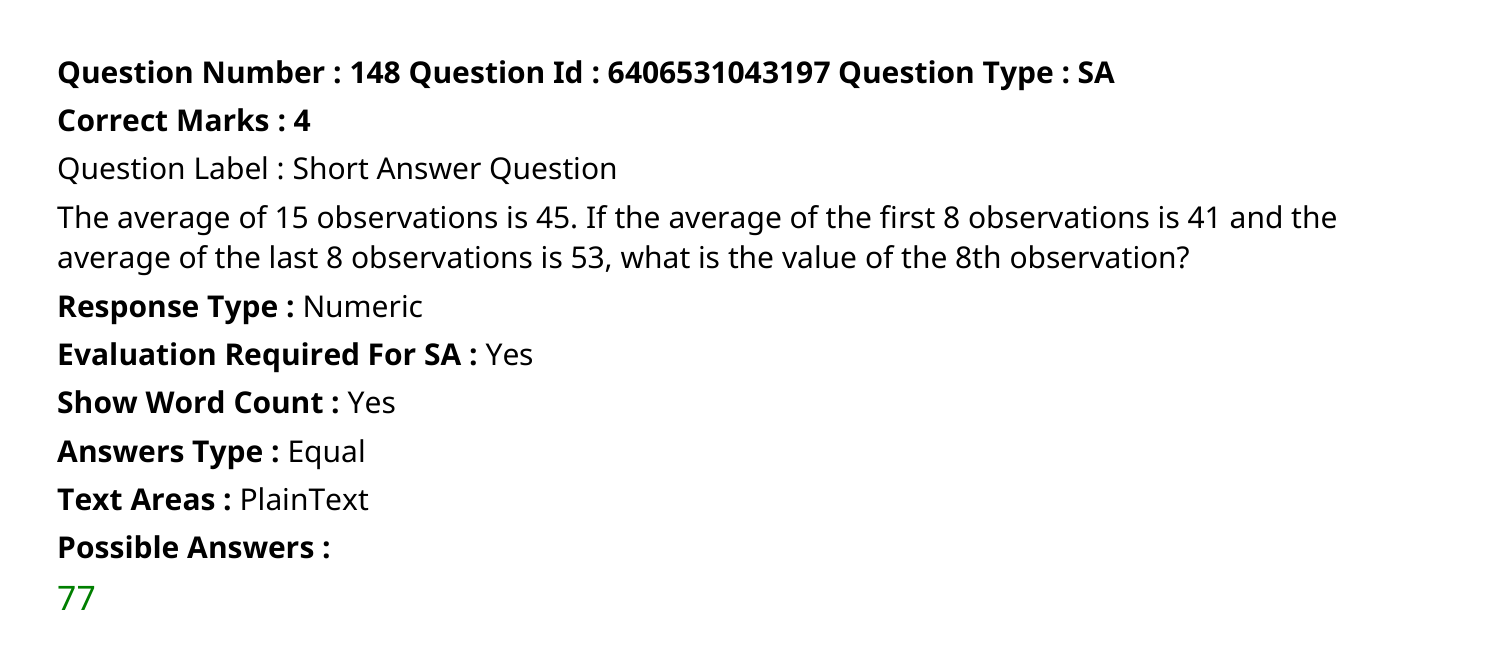 Question Number : 148 Question Id : 6406531043197 Question Type : SA
Correct Marks : 4
Question Label : Short Answer Question
The average of 15 observations is 45. If the average of the first 8 observations is 41 and the
average of the last 8 observations is 53, what is the value of the 8th observation?
Response Type : Numeric
Evaluation Required For SA : Yes
Show Word Count : Yes
Answers Type : Equal
Text Areas : PlainText
Possible Answers :
77